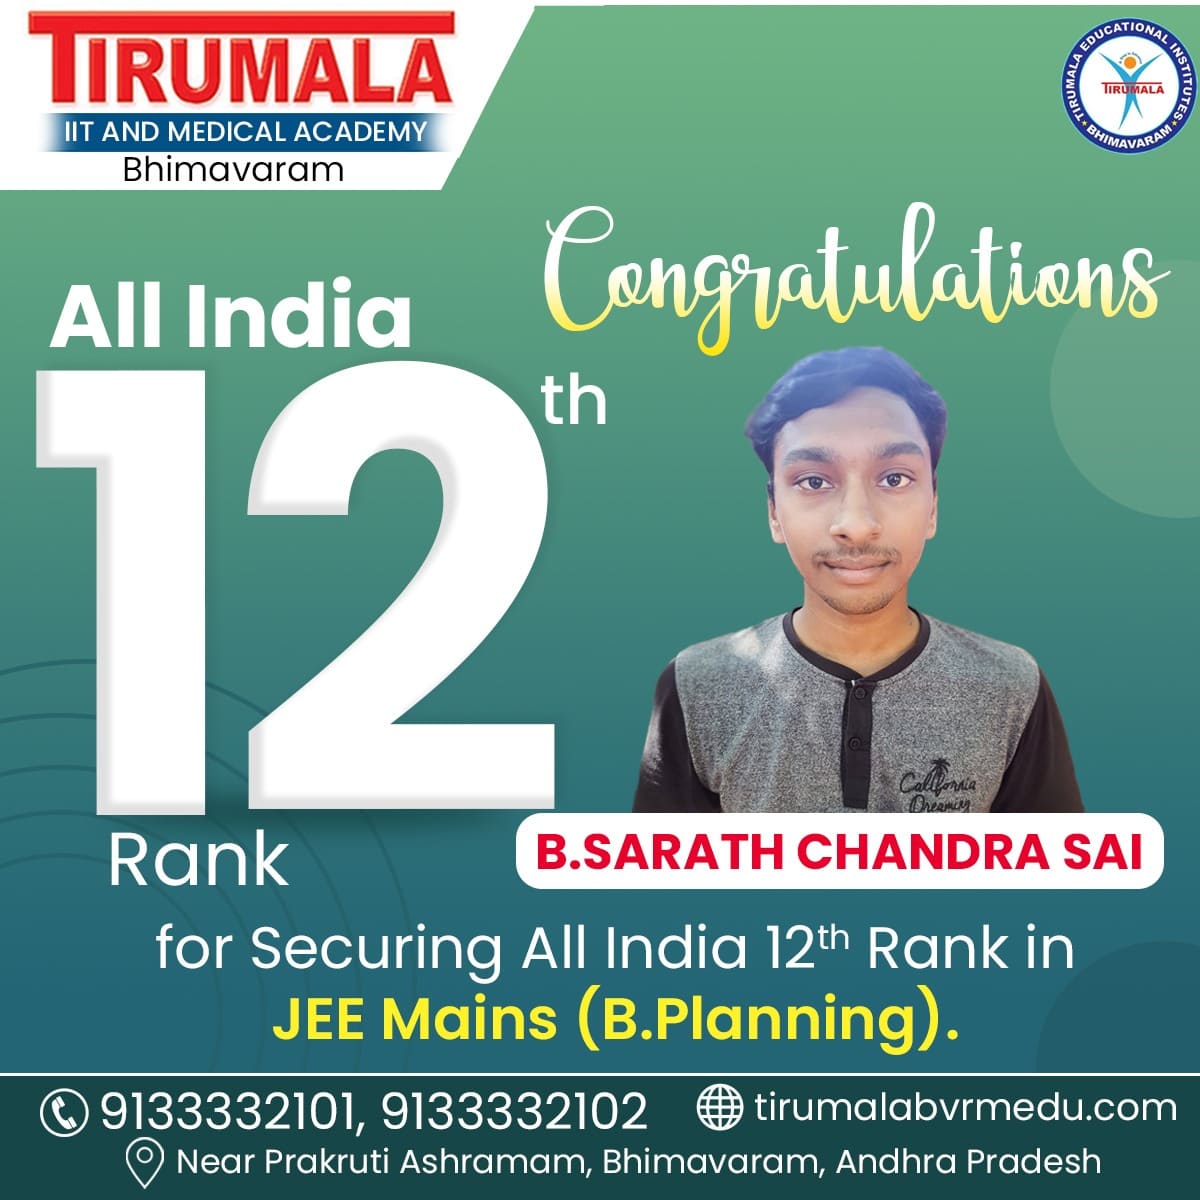 TIRUMALA
IIT AND MEDICAL ACADEMY
Bhimavaram
TIRUMALA EDUCATIONAL INSTITUTES
TIRUMALA
BHIMAVARAM
Congratulations
All India
12th
Rank
California
Dreaming
B.SARATH CHANDRA SAI
for Securing All India 12th Rank in
JEE Mains (B.Planning).
9133332101, 9133332102 tirumalabvrmedu.com
Near Prakruti Ashramam, Bhimavaram, Andhra Pradesh